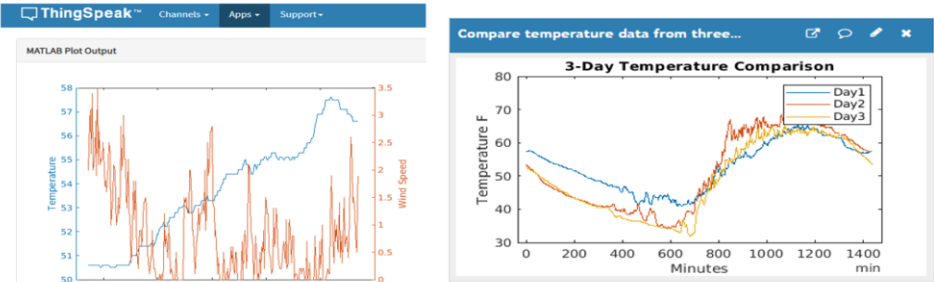 ThingSpeak™ Channels Apps Support
MATLAB Plot Output
58
57
56
55
54
53
52
51
50
Temperature
3.5
3
2.5
2
1.5
1
0.5
0
Wind Speed
Compare temperature data from three...
3-Day Temperature Comparison
80
70
60
50
40
30
Temperature F
Day1
Day2
Day3
0 200 400 600 800 1000 1200 1400
Minutes min